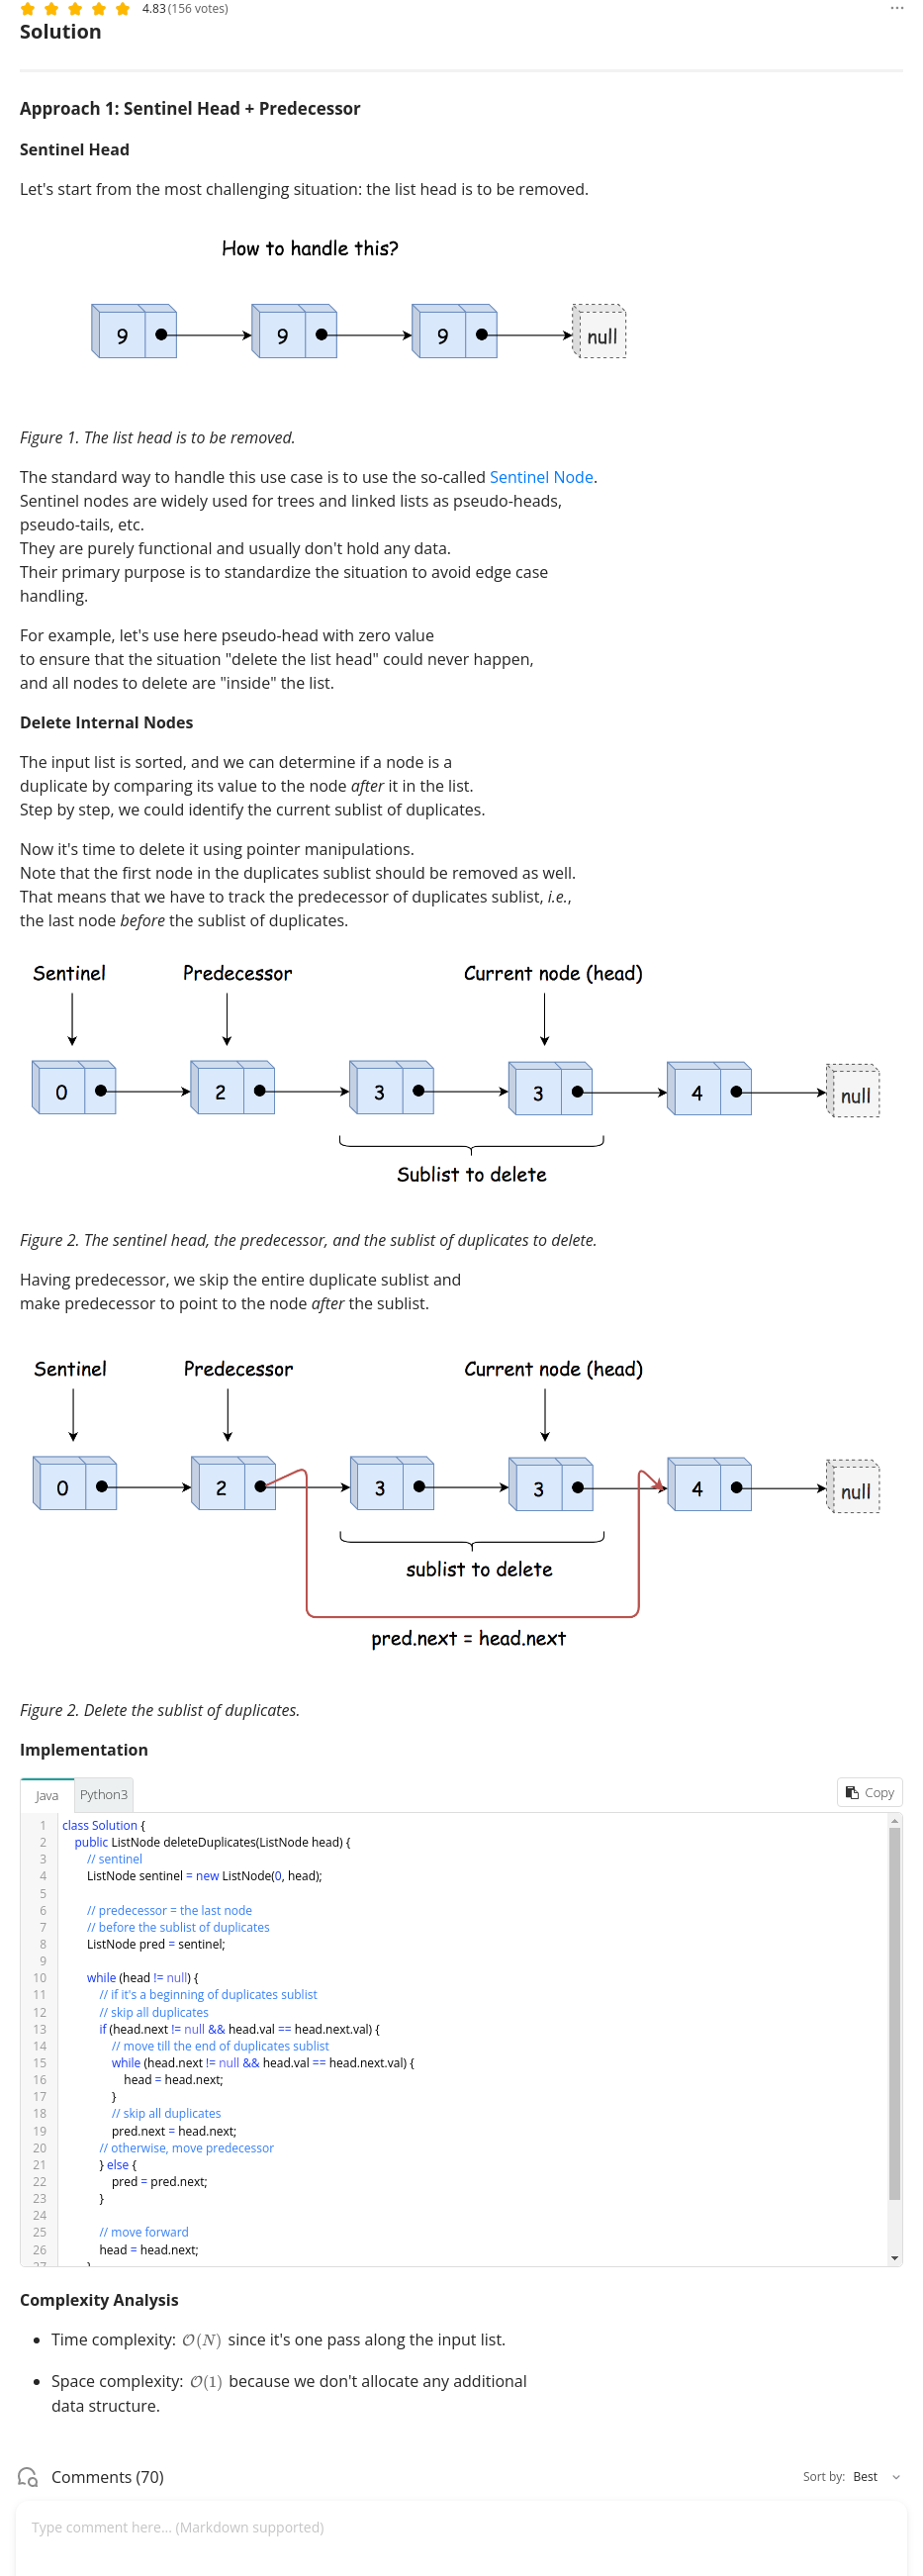 4.83 (156 votes)
Solution
Approach 1: Sentinel Head + Predecessor
Sentinel Head
Let's start from the most challenging situation: the list head is to be removed.
How to handle this?
9 9 9 null
Figure 1. The list head is to be removed.
The standard way to handle this use case is to use the so-called Sentinel Node.
Sentinel nodes are widely used for trees and linked lists as pseudo-heads,
pseudo-tails, etc.
They are purely functional and usually don't hold any data.
Their primary purpose is to standardize the situation to avoid edge case
handling.
For example, let's use here pseudo-head with zero value
to ensure that the situation "delete the list head" could never happen,
and all nodes to delete are "inside" the list.
Delete Internal Nodes
The input list is sorted, and we can determine if a node is a
duplicate by comparing its value to the node after it in the list.
Step by step, we could identify the current sublist of duplicates.
Now it's time to delete it using pointer manipulations.
Note that the first node in the duplicates sublist should be removed as well.
That means that we have to track the predecessor of duplicates sublist, i.e.,
the last node before the sublist of duplicates.
Sentinel Predecessor Current node (head)
0 2 3 3 4 null
Sublist to delete
Figure 2. The sentinel head, the predecessor, and the sublist of duplicates to delete.
Having predecessor, we skip the entire duplicate sublist and
make predecessor to point to the node after the sublist.
Sentinel Predecessor Current node (head)
0 2 3 3 4 null
sublist to delete
pred.next = head.next
Figure 2. Delete the sublist of duplicates.
Implementation
Java Python3 Copy
1 class Solution {
2 public ListNode deleteDuplicates(ListNode head) {
3 // sentinel
4 ListNode sentinel = new ListNode(0, head);
5
6 // predecessor = the last node
7 // before the sublist of duplicates
8 ListNode pred = sentinel;
9
10 while (head != null) {
11 // if it's a beginning of duplicates sublist
12 // skip all duplicates
13 if (head.next != null && head.val == head.next.val) {
14 // move till the end of duplicates sublist
15 while (head.next != null && head.val == head.next.val) {
16 head = head.next;
17 }
18 // skip all duplicates
19 pred.next = head.next;
20 // otherwise, move predecessor
21 } else {
22 pred = pred.next;
23 }
24
25 // move forward
26 head = head.next;
27 }
Complexity Analysis
• Time complexity: O(N) since it's one pass along the input list.
• Space complexity: O(1) because we don't allocate any additional
data structure.
Comments (70) Sort by: Best
Type comment here... (Markdown supported)